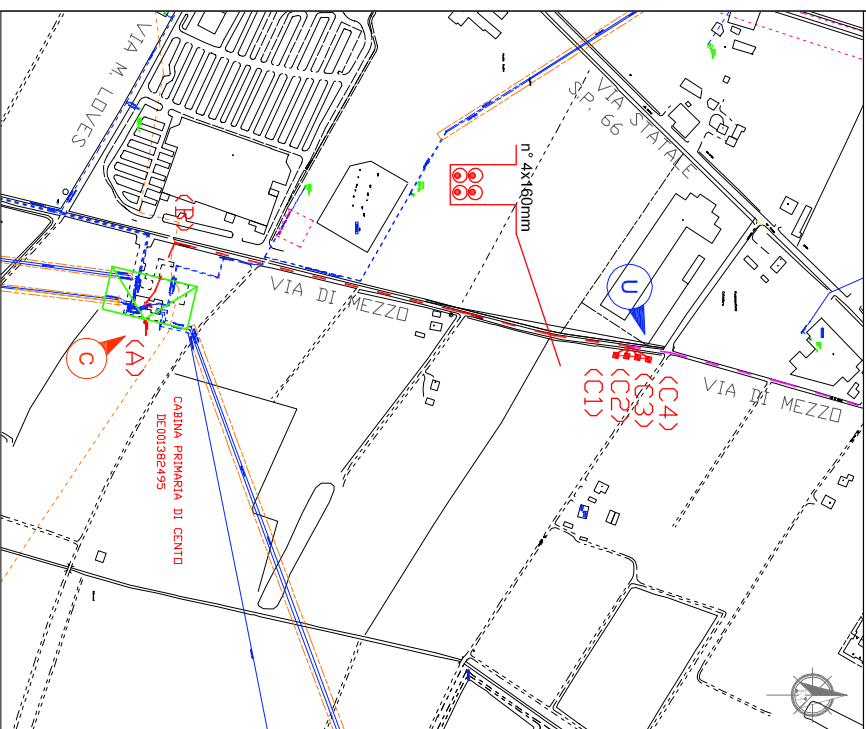 VIA M. LOVES
VIA STATALE
S.P. 66
n° 4x160mm
(B)
U
VIA DI MEZZO
VIA DI MEZZO
(C4)
(C3)
(C2)
(C1)
(A)
C
CABINA PRIMARIA DI CENTO
DE001382495